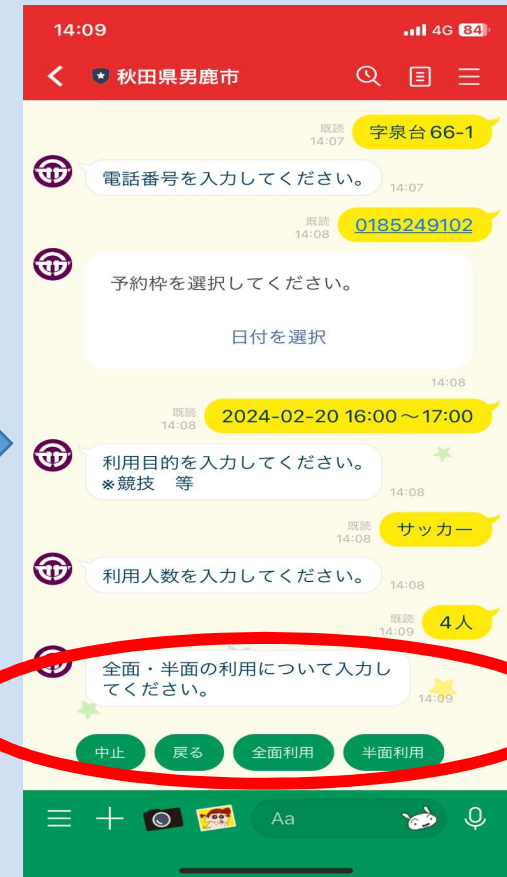 14:09
4G 84
秋田県男鹿市
既読
14:07
字泉台66-1
電話番号を入力してください。
14:07
既読
14:08
0185249102
予約枠を選択してください。
日付を選択
14:08
既読
14:08
2024-02-20 16:00～17:00
利用目的を入力してください。
※競技　等
14:08
既読
14:08
サッカー
利用人数を入力してください。
14:08
既読
14:09
4人
全面・半面の利用について入力し
てください。
14:09
中止
戻る
全面利用
半面利用
Aa